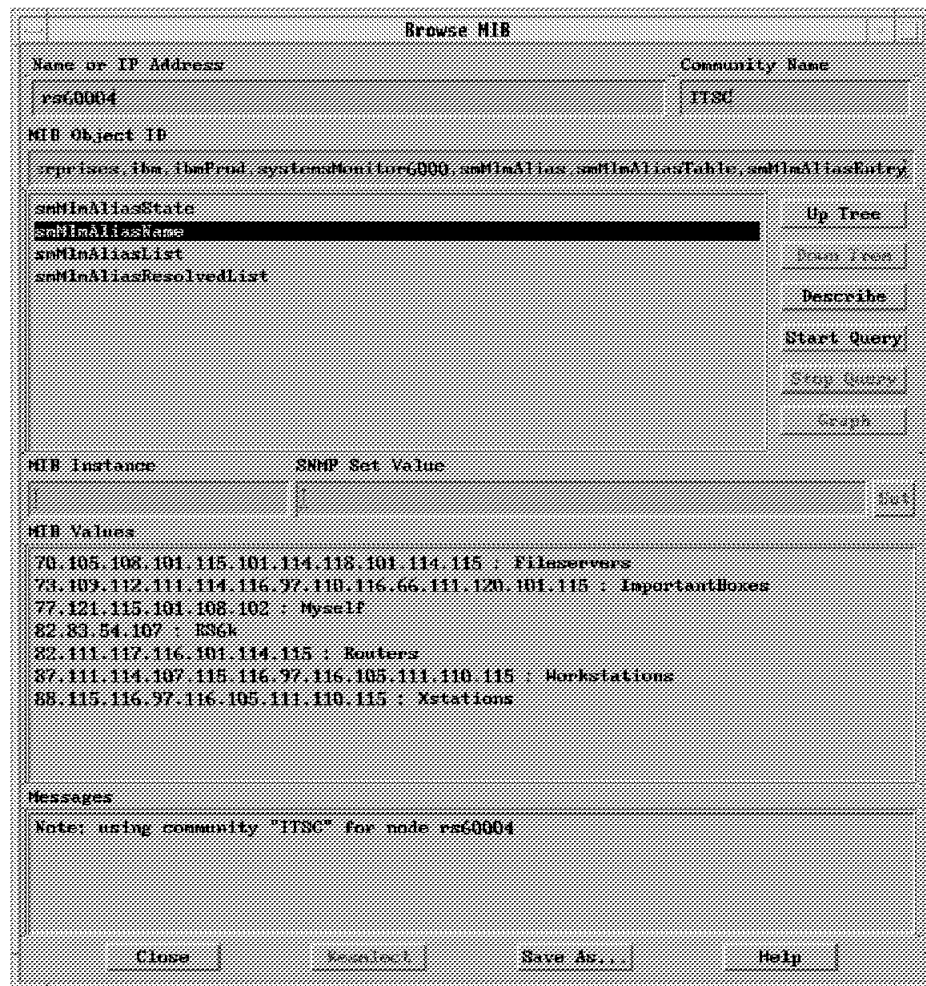 Browse MIB
Name or IP Address Community Name
rs60004 ITSC
MIB Object ID
erprises.ibm.ibmProd.systemsMonitor6000.smMlmAlias.smMlmAliasTable.smMlmAliasEntry
smMlmAliasState
smMlmAliasName
smMlmAliasList
smMlmAliasResolvedList
Up Tree
Down Tree
Describe
Start Query
Stop Query
Graph
MIB Instance SNMP Set Value
Set
MIB Values
70.105.108.101.115.101.114.118.101.114.115 : Fileservers
73.109.112.111.114.116.97.110.116.66.111.120.101.115 : ImportantBoxes
77.121.115.101.108.102 : Myself
82.83.54.107 : RS6k
82.111.117.116.101.114.115 : Routers
87.111.114.107.115.116.97.116.105.111.110.115 : Workstations
88.115.116.97.116.105.111.110.115 : Xstations
Messages
Note: using community "ITSC" for node rs60004
Close Reselect Save As... Help